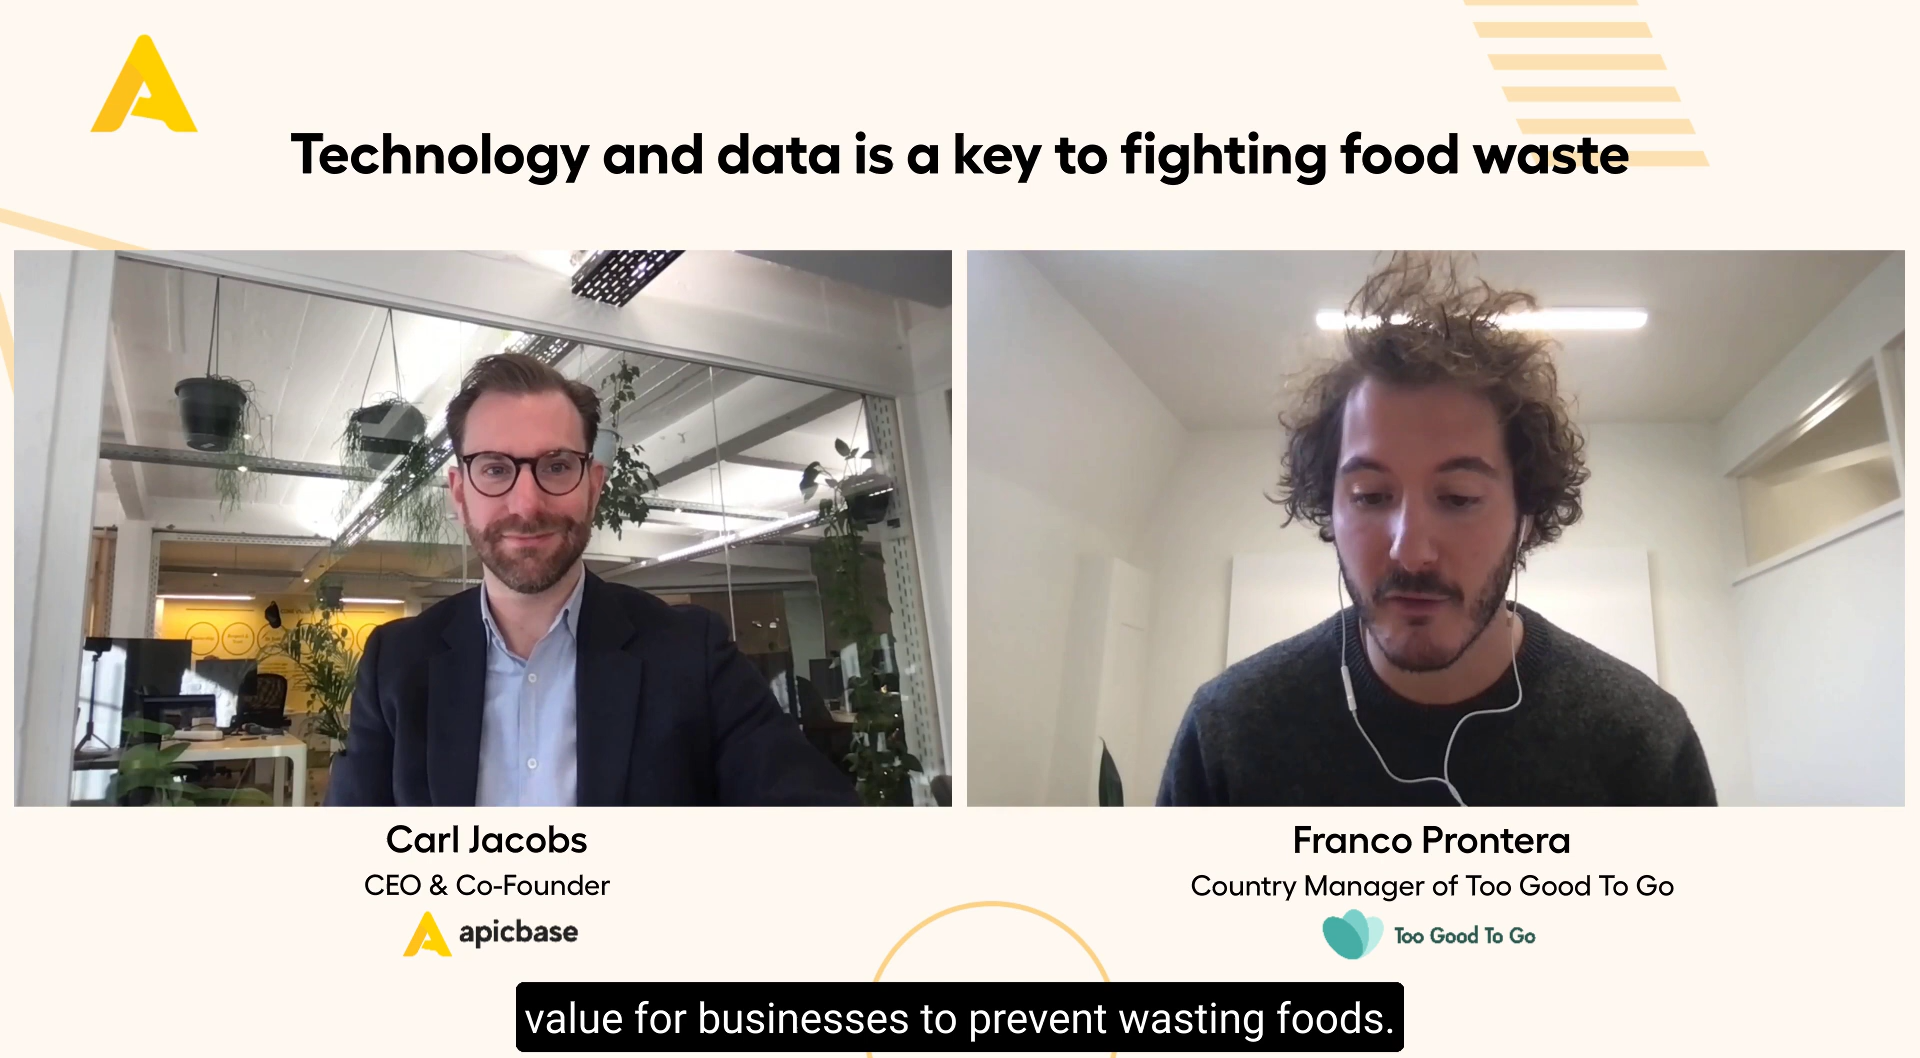 Technology and data is a key to fighting food waste
Carl Jacobs
CEO & Co-Founder
apicbase
Franco Prontera
Country Manager of Too Good To Go
Too Good To Go
value for businesses to prevent wasting foods.